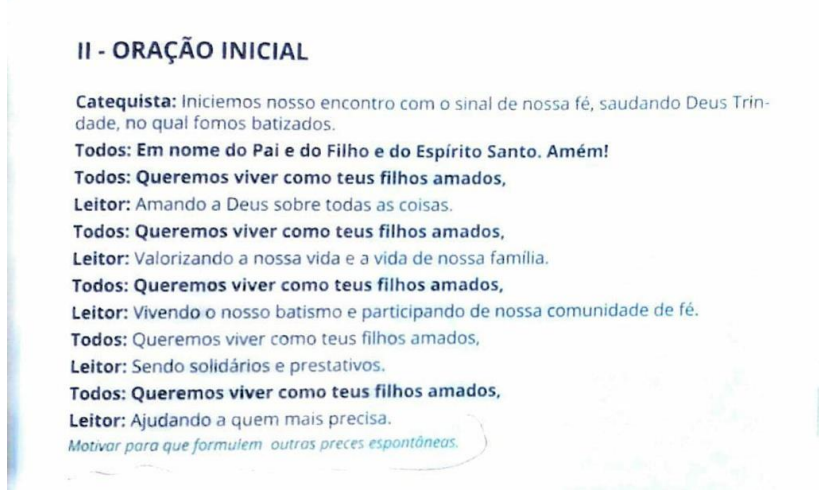 II - ORAÇÃO INICIAL
Catequista: Iniciemos nosso encontro com o sinal de nossa fé, saudando Deus Trin-
dade, no qual fomos batizados.
Todos: Em nome do Pai e do Filho e do Espírito Santo. Amém!
Todos: Queremos viver como teus filhos amados,
Leitor: Amando a Deus sobre todas as coisas.
Todos: Queremos viver como teus filhos amados,
Leitor: Valorizando a nossa vida e a vida de nossa família.
Todos: Queremos viver como teus filhos amados,
Leitor: Vivendo o nosso batismo e participando de nossa comunidade de fé.
Todos: Queremos viver como teus filhos amados,
Leitor: Sendo solidários e prestativos.
Todos: Queremos viver como teus filhos amados,
Leitor: Ajudando a quem mais precisa.
Motivar para que formulem outras preces espontâneas.